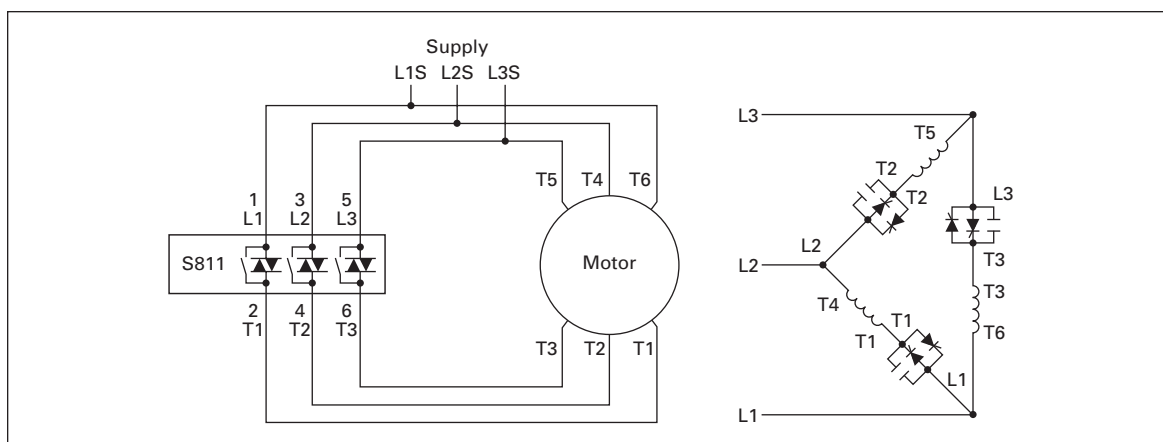 Supply
L1S L2S L3S
T5 T4 T6
1 3 5
L1 L2 L3
S811
Motor
2 4 6
T1 T2 T3
T3 T2 T1
L3
T5
T2
T2
L3
L2
L2
T3
T3
T4
T1
T1
T6
L1
L1